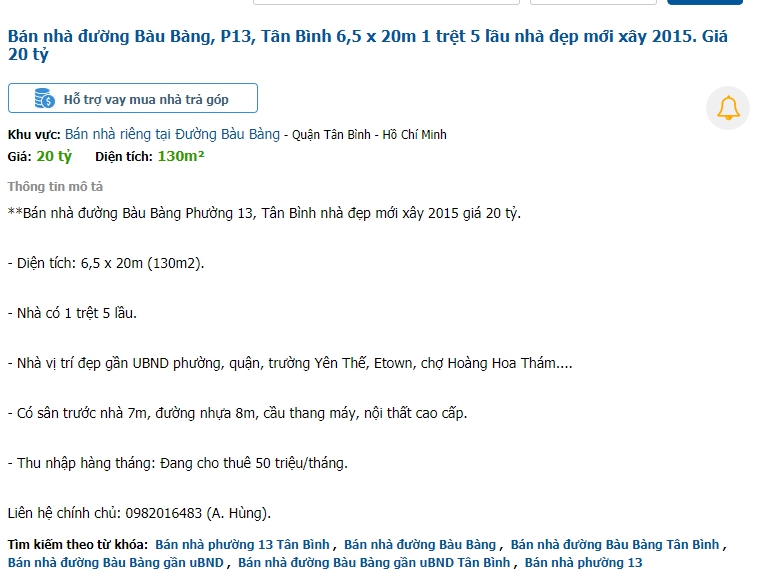 Bán nhà đường Bàu Bàng, P13, Tân Bình 6,5 x 20m 1 trệt 5 lầu nhà đẹp mới xây 2015. Giá
20 tỷ
Hỗ trợ vay mua nhà trả góp
Khu vực: Bán nhà riêng tại Đường Bàu Bàng - Quận Tân Bình - Hồ Chí Minh
Giá: 20 tỷ Diện tích: 130m²
Thông tin mô tả
**Bán nhà đường Bàu Bàng Phường 13, Tân Bình nhà đẹp mới xây 2015 giá 20 tỷ.
- Diện tích: 6,5 x 20m (130m2).
- Nhà có 1 trệt 5 lầu.
- Nhà vị trí đẹp gần UBND phường, quận, trường Yên Thế, Etown, chợ Hoàng Hoa Thám....
- Có sân trước nhà 7m, đường nhựa 8m, cầu thang máy, nội thất cao cấp.
- Thu nhập hàng tháng: Đang cho thuê 50 triệu/tháng.
Liên hệ chính chủ: 0982016483 (A. Hùng).
Tìm kiếm theo từ khóa: Bán nhà phường 13 Tân Bình , Bán nhà đường Bàu Bàng , Bán nhà đường Bàu Bàng Tân Bình ,
Bán nhà đường Bàu Bàng gần uBND , Bán nhà đường Bàu Bàng gần uBND Tân Bình , Bán nhà phường 13